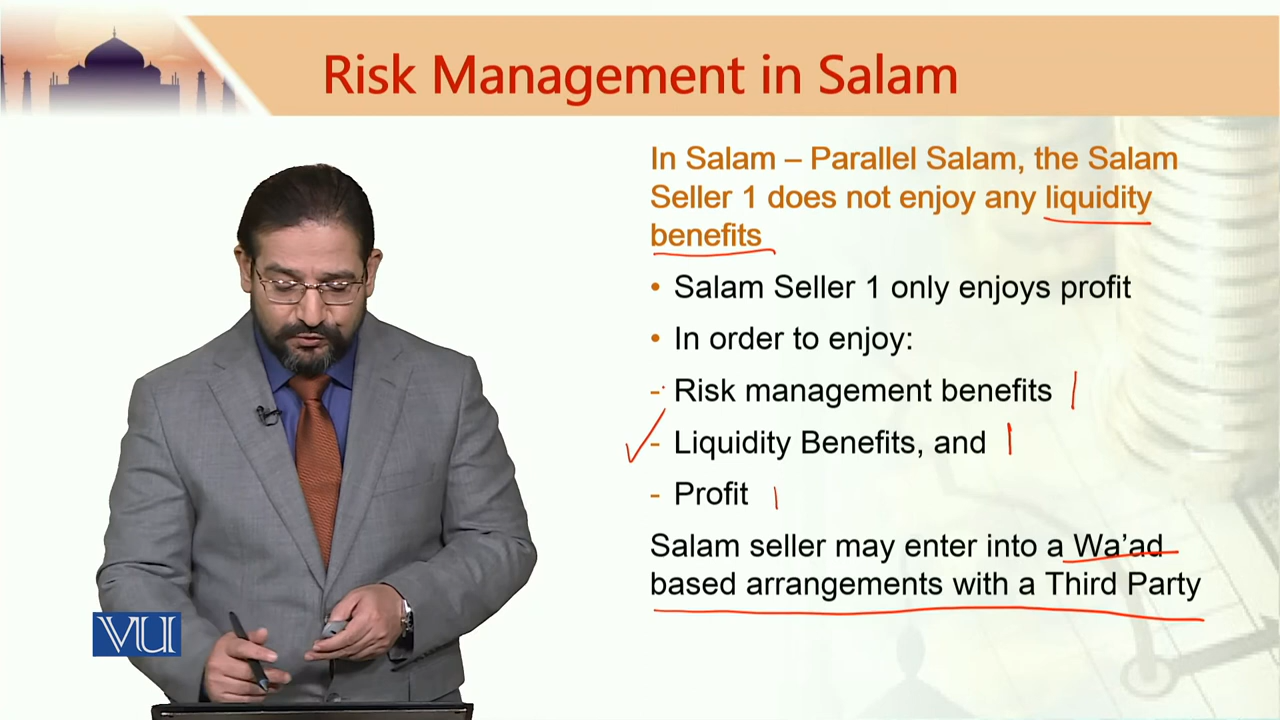 Risk Management in Salam
In Salam – Parallel Salam, the Salam
Seller 1 does not enjoy any liquidity
benefits
• Salam Seller 1 only enjoys profit
• In order to enjoy:
- Risk management benefits
- Liquidity Benefits, and
- Profit
Salam seller may enter into a Wa’ad
based arrangements with a Third Party
VU